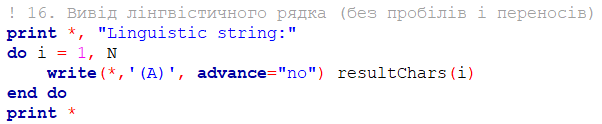 ! 16. Вивід лінгвістичного рядка (без пробілів і переносів)
print *, "Linguistic string:"
do i = 1, N
    write(*,'(A)', advance="no") resultChars(i)
end do
print *